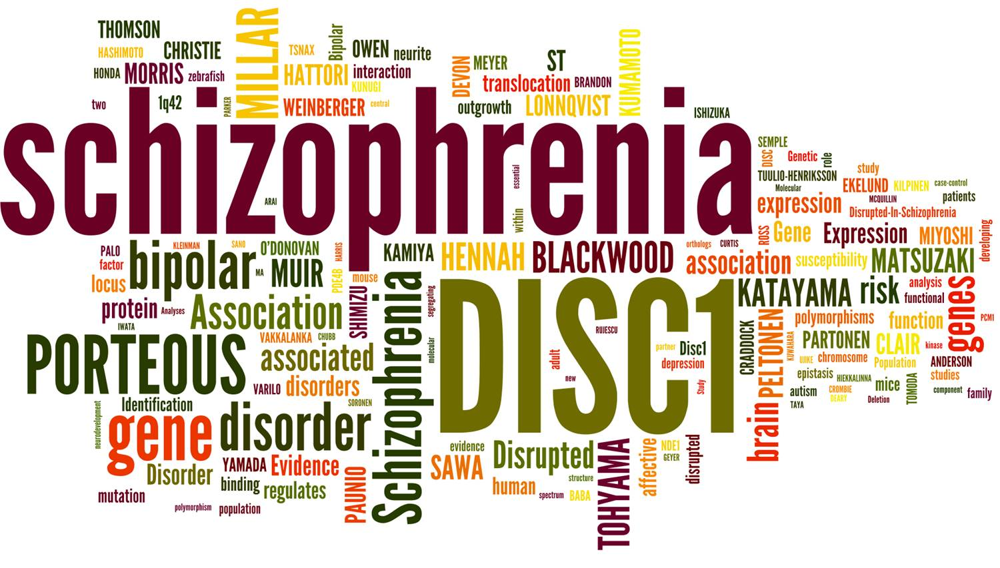 THOMSON
HASHIMOTO
CHRISTIE
HONDA
MORRIS
zebrafish
two
1q42
PARKER
MILLAR
TSNAX
Bipolar
OWEN
neurite
HATTORI
interaction
KUNUGI
WEINBERGER
central
DEVON
MEYER
ST
translocation
BRANDON
outgrowth
LONNQVIST
KUMAMOTO
ISHIZUKA
schizophrenia
ARAI
essential
within
SEMPLE
DISC
Genetic
role
TUULIO-HENRIKSSON
Molecular
study
EKELUND
KILPINEN
case-control
MCQUILLIN
patients
expression
Disrupted-In-Schizophrenia
ROSS
Gene
Expression
MIYOSHI
developing
PALO
factor
KLEINMAN
SANO
O'DONOVAN
HARRIS
bipolar
MA
MUIR
locus
PDE4B
mouse
KAMIYA
HENNAH
BLACKWOOD
orthologs
CURTIS
association
susceptibility
MATSUZAKI
protein
Analyses
Association
SHIMIZU
IWATA
Schizophrenia
segregating
molecular
DISC1
RUJESCU
adult
new
partner
Disc1
depression
Study
KATAYAMA
risk
analysis
functional
genes
PCM1
CRADDOCK
PELTONEN
polymorphisms
function
KUWAHARA
PARTONEN
CLAIR
kinase
UJIKE
chromosome
Population
ANDERSON
epistasis
HIEKKALINNA
mice
TOMODA
studies
autism
CROMBIE
DEARY
Deletion
component
family
TAYA
brain
PORTEOUS
VAKKALANKA
CHUBB
associated
VARILO
disorders
SORONEN
neurodevelopment
Identification
gene
disorder
Disorder
YAMADA
Evidence
binding
regulates
PAUNIO
mutation
polymorphism
population
evidence
SAWA
Disrupted
human
structure
spectrum
BABA
TOHYAMA
affective
NDE1
GEYER
disrupted